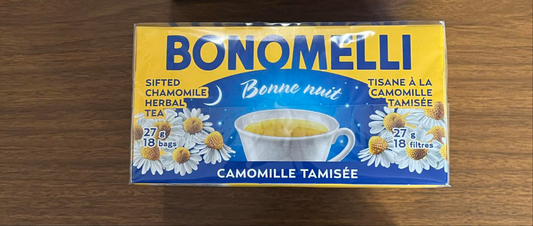 BONOMELLI
SIFTED
CHAMOMILE
HERBAL
TEA
Bonne nuit
TISANE À LA
CAMOMILLE
TAMISÉE
27 g
18 bags
27 g
18 filtres
CAMOMILLE TAMISÉE